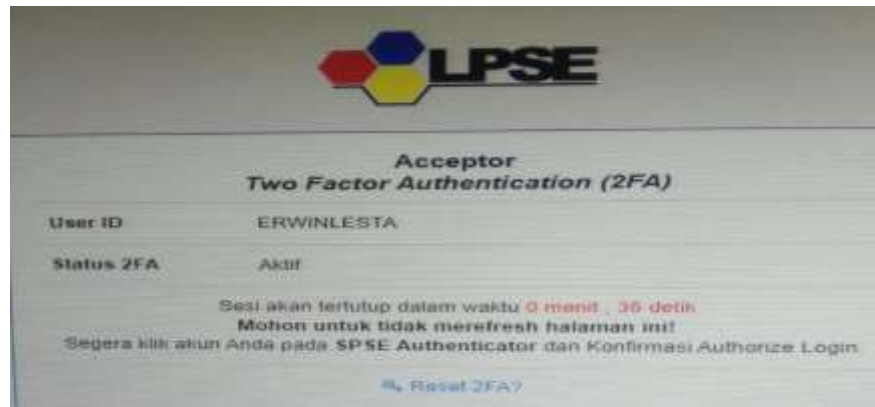 LPSE
Acceptor
Two Factor Authentication (2FA)
User ID ERWINLESTA
Status 2FA Aktif
Sesi akan tertutup dalam waktu 0 menit , 36 detik
Mohon untuk tidak merefresh halaman ini!
Segera klik akun Anda pada SPSE Authenticator dan Konfirmasi Authorize Login.
Reset 2FA?